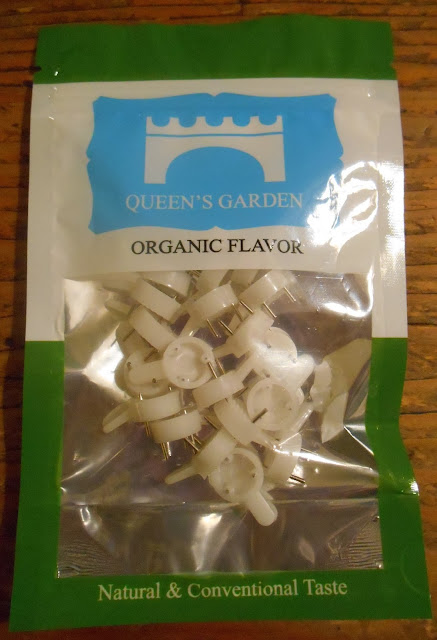 QUEEN'S GARDEN
ORGANIC FLAVOR
Natural & Conventional Taste